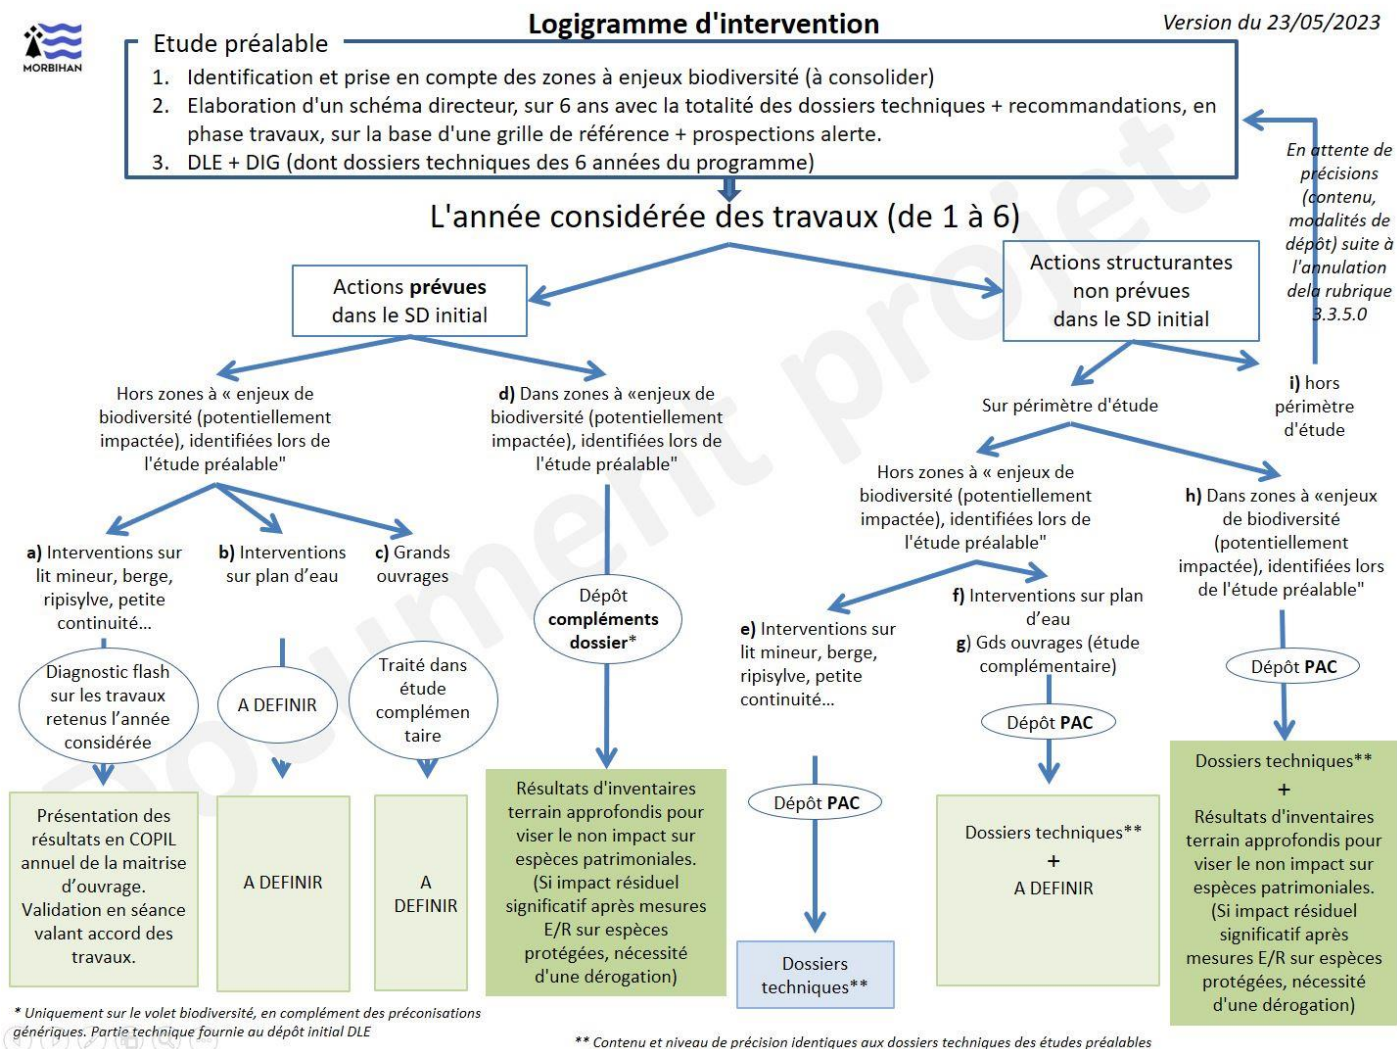 Logigramme d'intervention
Version du 23/05/2023
MORBIHAN
Etude préalable
1. Identification et prise en compte des zones à enjeux biodiversité (à consolider)
2. Elaboration d'un schéma directeur, sur 6 ans avec la totalité des dossiers techniques + recommandations, en
phase travaux, sur la base d'une grille de référence + prospections alerte.
3. DLE + DIG (dont dossiers techniques des 6 années du programme)
En attente de
précisions
(contenu,
modalités de
dépôt) suite à
l'annulation
dela rubrique
3.3.5.0
L'année considérée des travaux (de 1 à 6)
Actions prévues
dans le SD initial
Actions structurantes
non prévues
dans le SD initial
Hors zones à « enjeux de
biodiversité (potentiellement
impactée), identifiées lors de
l'étude préalable"
d) Dans zones à «enjeux de
biodiversité (potentiellement
impactée), identifiées lors de
l'étude préalable"
Sur périmètre d'étude
i) hors
périmètre
d'étude
Hors zones à « enjeux de
biodiversité (potentiellement
impactée), identifiées lors de
l'étude préalable"
h) Dans zones à «enjeux
de biodiversité
(potentiellement
impactée), identifiées lors
de l'étude préalable"
a) Interventions sur
lit mineur, berge,
ripisylve, petite
continuité...
b) Interventions
sur plan d'eau
c) Grands
ouvrages
Dépôt
compléments
dossier*
e) Interventions sur
lit mineur, berge,
ripisylve, petite
continuité...
f) Interventions sur plan
d'eau
g) Gds ouvrages (étude
complémentaire)
Diagnostic flash
sur les travaux
retenus l'année
considérée
A DEFINIR
Traité dans
étude
complémen
taire
Dépôt PAC
Dépôt PAC
Dépôt PAC
Présentation des
résultats en COPIL
annuel de la maitrise
d'ouvrage.
Validation en séance
valant accord des
travaux.
A DEFINIR
A
DEFINIR
Résultats d'inventaires
terrain approfondis pour
viser le non impact sur
espèces patrimoniales.
(Si impact résiduel
significatif après mesures
E/R sur espèces
protégées, nécessité
d'une dérogation)
Dossiers
techniques**
Dossiers techniques**
+
A DEFINIR
Dossiers techniques**
+
Résultats d'inventaires
terrain approfondis pour
viser le non impact sur
espèces patrimoniales.
(Si impact résiduel
significatif après
mesures E/R sur espèces
protégées, nécessité
d'une dérogation)
* Uniquement sur le volet biodiversité, en complément des préconisations
génériques. Partie technique fournie au dépôt initial DLE
** Contenu et niveau de précision identiques aux dossiers techniques des études préalables
Document projet